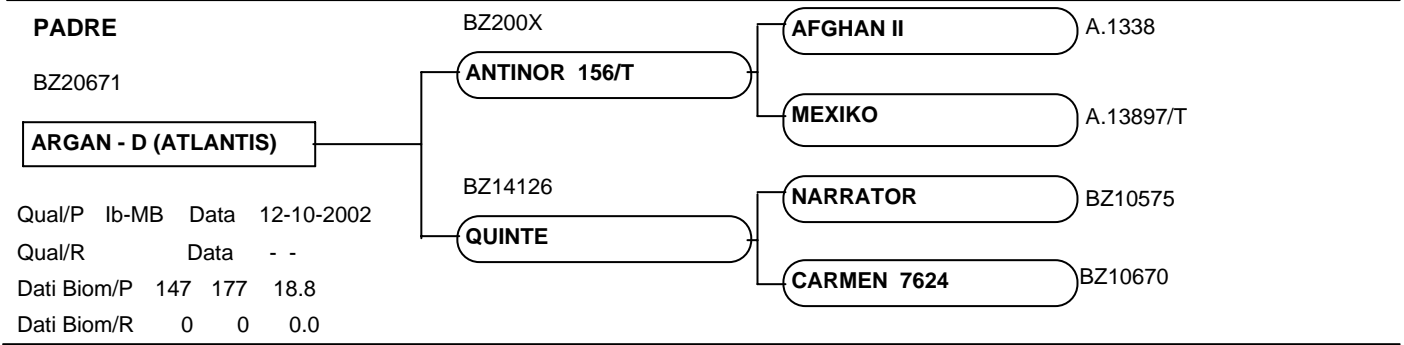 PADRE
BZ20671
ARGAN - D (ATLANTIS)
Qual/P Ib-MB Data 12-10-2002
Qual/R Data - -
Dati Biom/P 147 177 18.8
Dati Biom/R 0 0 0.0
BZ200X
ANTINOR 156/T
BZ14126
QUINTE
AFGHAN II A.1338
MEXIKO A.13897/T
NARRATOR BZ10575
CARMEN 7624 BZ10670